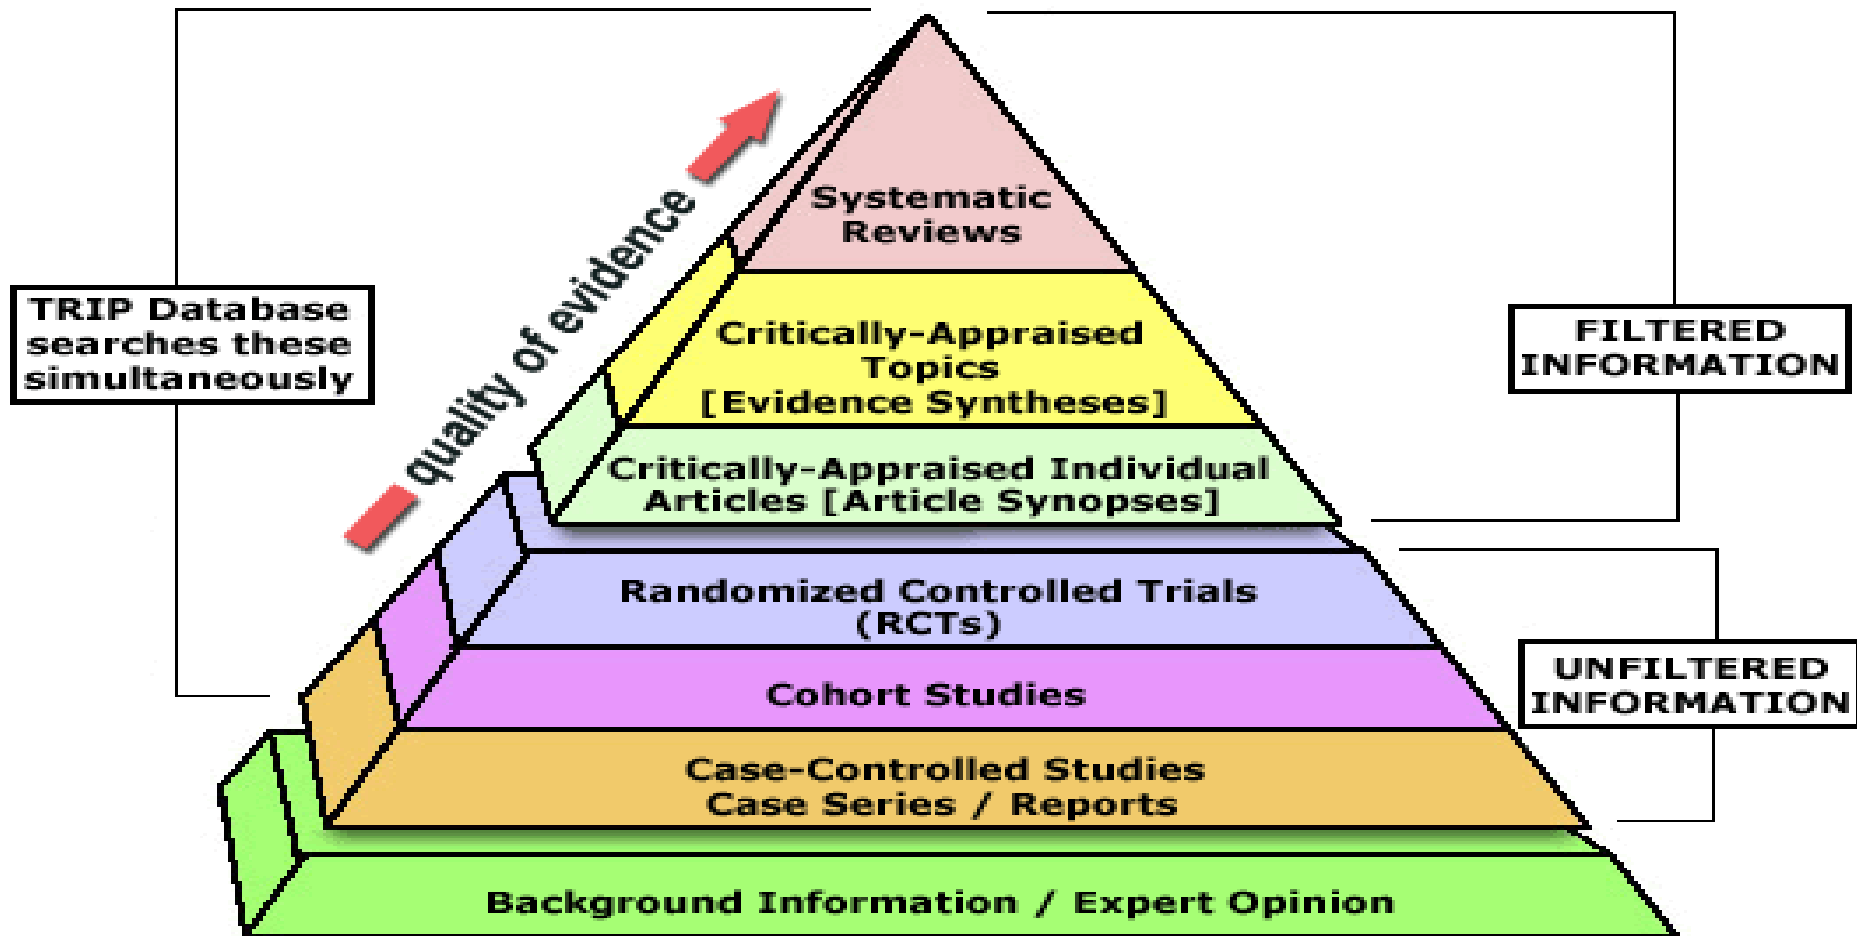 Systematic
Reviews
quality of evidence
TRIP Database
searches these
simultaneously
Critically-Appraised
Topics
[Evidence Syntheses]
FILTERED
INFORMATION
Critically-Appraised Individual
Articles [Article Synopses]
Randomized Controlled Trials
(RCTs)
UNFILTERED
INFORMATION
Cohort Studies
Case-Controlled Studies
Case Series / Reports
Background Information / Expert Opinion